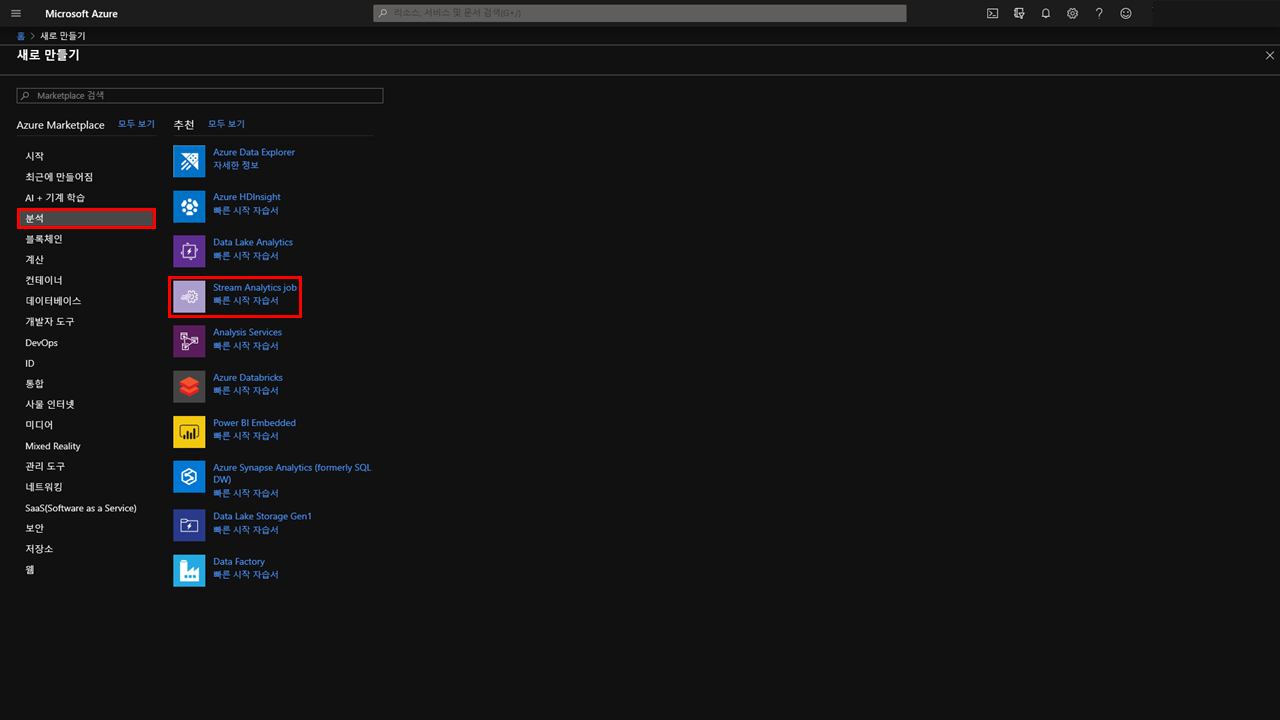 Microsoft Azure
리소스, 서비스 및 문서 검색(G+/)
홈 > 새로 만들기
새로 만들기
Marketplace 검색
Azure Marketplace 모두 보기
추천 모두 보기
시작
최근에 만들어짐
AI + 기계 학습
분석
블록체인
계산
컨테이너
데이터베이스
개발자 도구
DevOps
ID
통합
사물 인터넷
미디어
Mixed Reality
관리 도구
네트워킹
SaaS(Software as a Service)
보안
저장소
웹
Azure Data Explorer
자세한 정보
Azure HDInsight
빠른 시작 자습서
Data Lake Analytics
빠른 시작 자습서
Stream Analytics job
빠른 시작 자습서
Analysis Services
빠른 시작 자습서
Azure Databricks
빠른 시작 자습서
Power BI Embedded
빠른 시작 자습서
Azure Synapse Analytics (formerly SQL
DW)
빠른 시작 자습서
Data Lake Storage Gen1
빠른 시작 자습서
Data Factory
빠른 시작 자습서